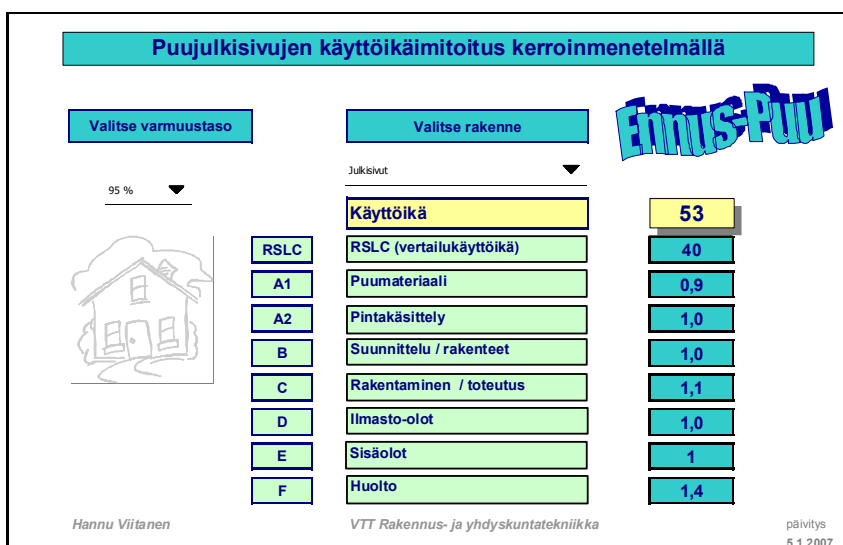 Puujulkisivujen käyttöikäimitoitus kerroinmenetelmällä
Ennus-Puu
Valitse varmuustaso
Valitse rakenne
95 %
Julkisivut
Käyttöikä 53
RSLC RSLC (vertailukäyttöikä) 40
A1 Puumateriaali 0,9
A2 Pintakäsittely 1,0
B Suunnittelu / rakenteet 1,0
C Rakentaminen / toteutus 1,1
D Ilmasto-olot 1,0
E Sisäolot 1
F Huolto 1,4
Hannu Viitanen VTT Rakennus- ja yhdyskuntatekniikka päivitys
5.1.2007